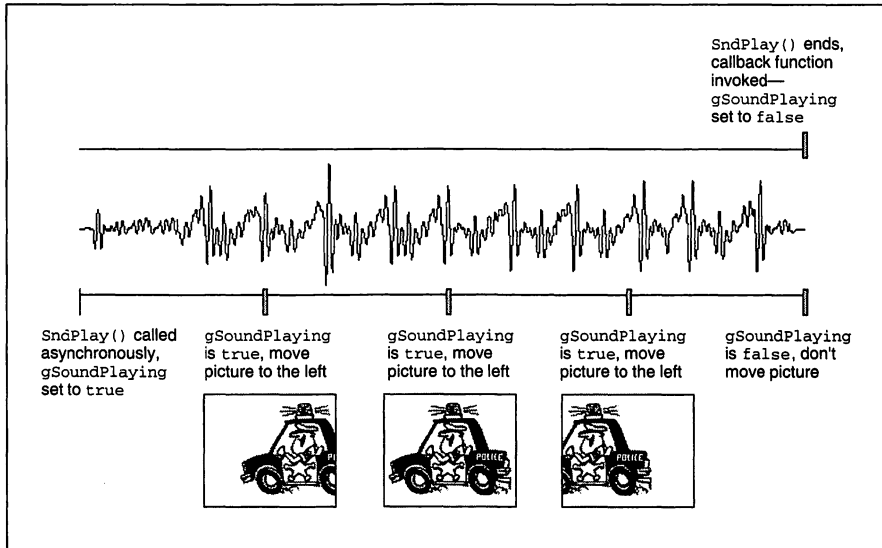 SndPlay() ends,
callback function
invoked—
gSoundPlaying
set to false
SndPlay() called
asynchronously,
gSoundPlaying
set to true
gSoundPlaying
is true, move
picture to the left
gSoundPlaying
is true, move
picture to the left
gSoundPlaying
is true, move
picture to the left
gSoundPlaying
is false, don't
move picture
POLICE
POLICE